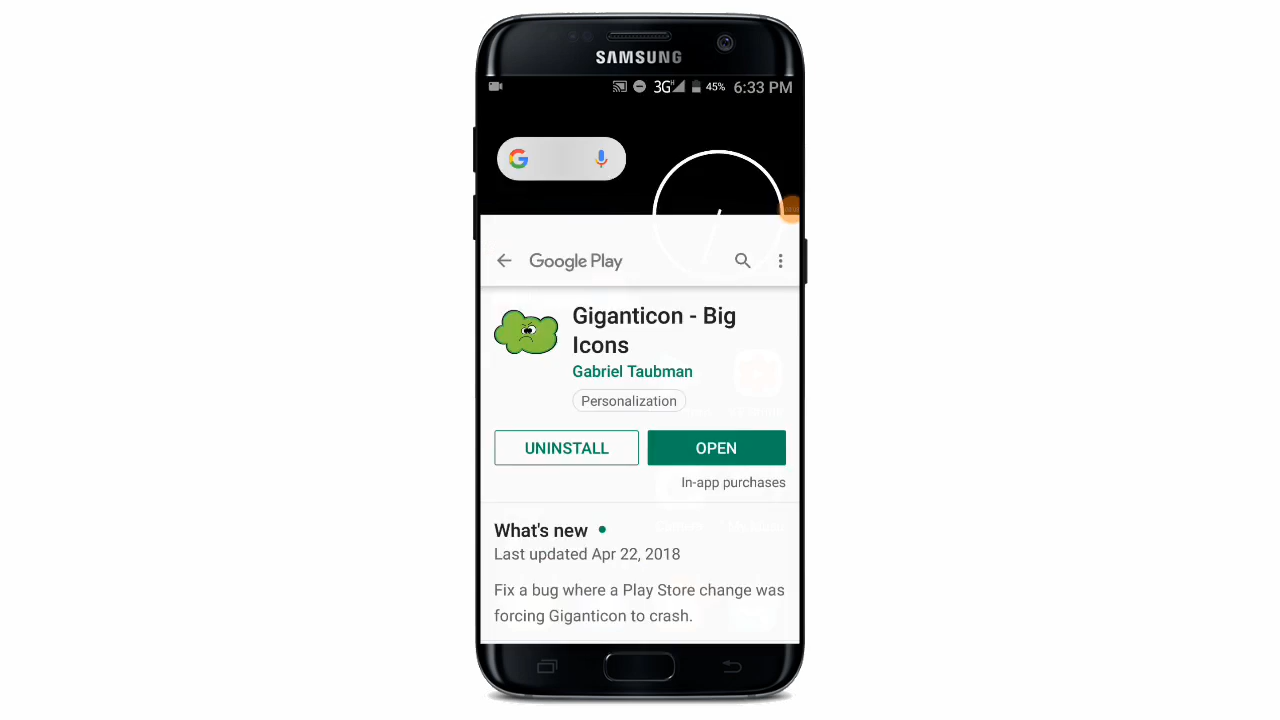 SAMSUNG
3G H 45% 6:33 PM
G
Google Play
Giganticon - Big
Icons
Gabriel Taubman
Personalization
UNINSTALL
OPEN
In-app purchases
What's new
Last updated Apr 22, 2018
Fix a bug where a Play Store change was
forcing Giganticon to crash.